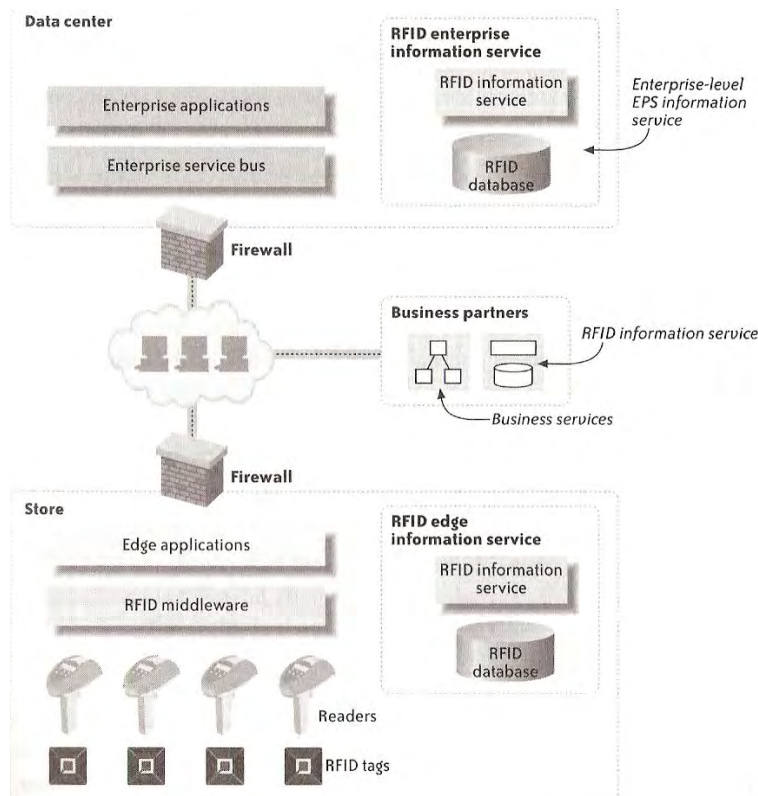 Data center
RFID enterprise
information service
Enterprise applications
RFID information
service
Enterprise-level
EPS information
service
Enterprise service bus
RFID
database
Firewall
Business partners
RFID information service
Business services
Firewall
Store
RFID edge
information service
Edge applications
RFID information
service
RFID middleware
RFID
database
Readers
RFID tags